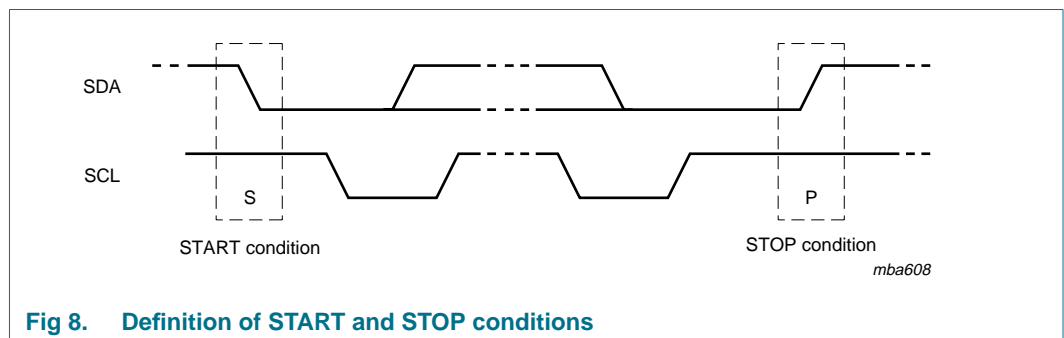 SDA
SCL
S
P
START condition
STOP condition
mba608
Fig 8. Definition of START and STOP conditions